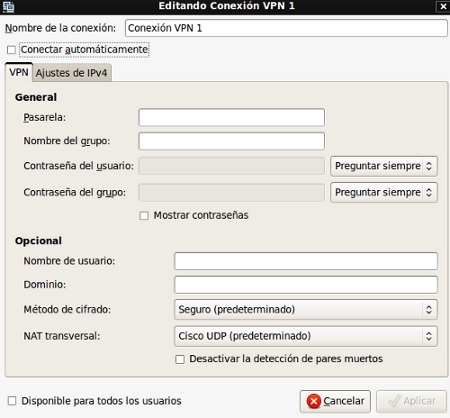 Editando Conexión VPN 1
Nombre de la conexión: Conexión VPN 1
Conectar automáticamente
VPN Ajustes de IPv4
General
Pasarela:
Nombre del grupo:
Contraseña del usuario: Preguntar siempre
Contraseña del grupo: Preguntar siempre
Mostrar contraseñas
Opcional
Nombre de usuario:
Dominio:
Método de cifrado: Seguro (predeterminado)
NAT transversal: Cisco UDP (predeterminado)
Desactivar la detección de pares muertos
Disponible para todos los usuarios
Cancelar Aplicar